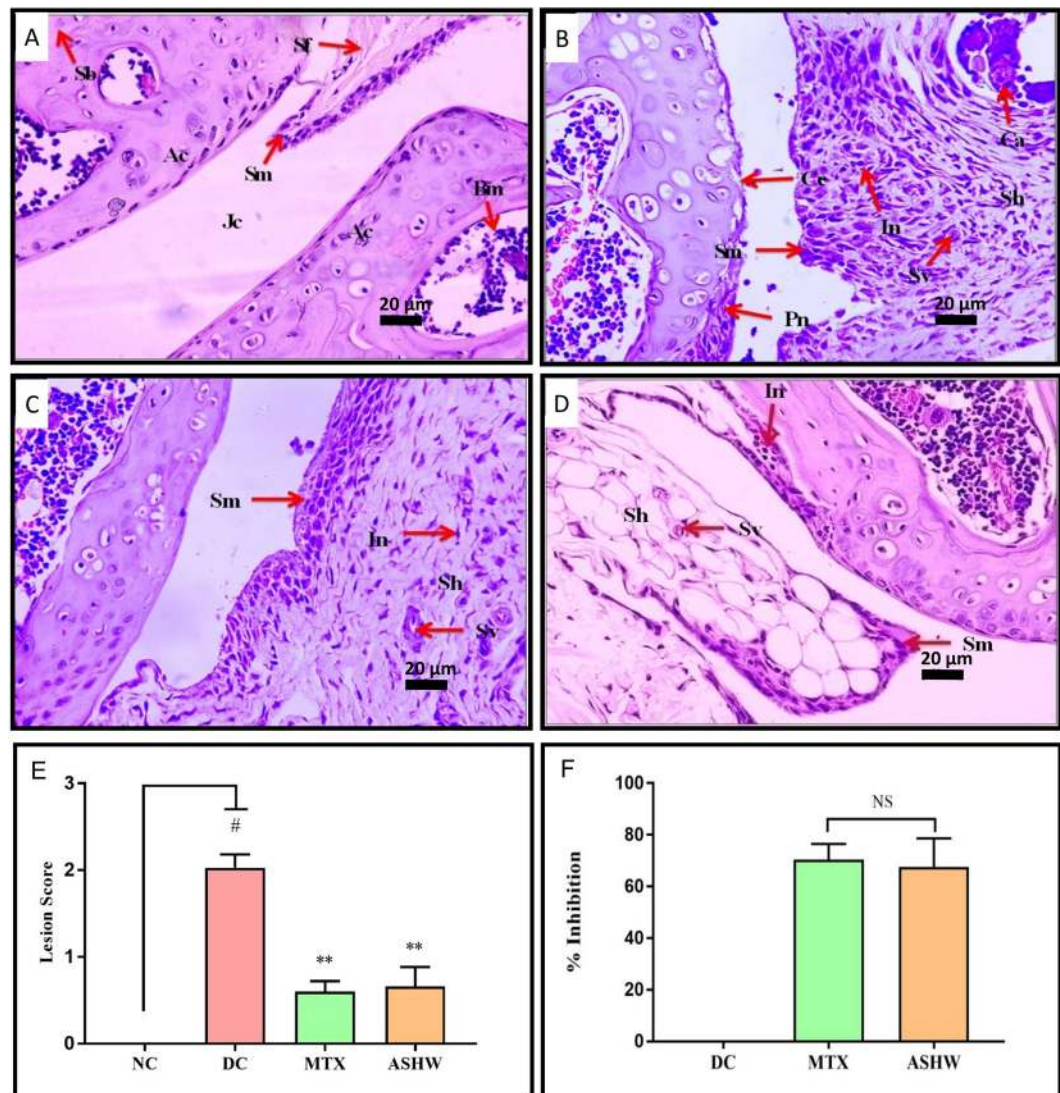 A
Sb
Sf
Ac
Sm
Jc
Ac
Bm
20 µm
B
Ca
Ce
In
Sh
Sm
Sv
Pn
20 µm
C
Sm
In
Sh
Sv
20 µm
D
In
Sh
Sv
Sm
20 µm
E
Lesion Score
3
2
1
0
#
**
**
NC DC MTX ASHW
F
% Inhibition
100
80
60
40
20
0
NS
DC MTX ASHW